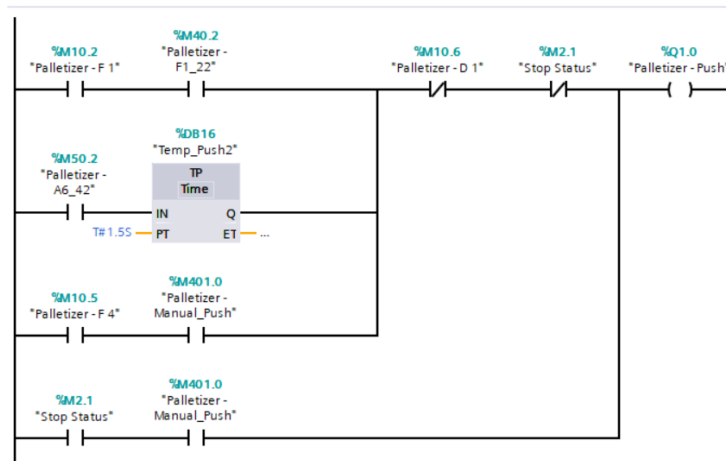 %M10.2
"Palletizer - F 1"
%M40.2
"Palletizer -
F1_22"
%M10.6
"Palletizer - D 1"
%M2.1
"Stop Status"
%Q1.0
"Palletizer - Push"
%M50.2
"Palletizer -
A6_42"
%DB16
"Temp_Push2"
TP
Time
IN
Q
T#1.5S
PT
ET
...
%M10.5
"Palletizer - F 4"
%M401.0
"Palletizer -
Manual_Push"
%M2.1
"Stop Status"
%M401.0
"Palletizer -
Manual_Push"